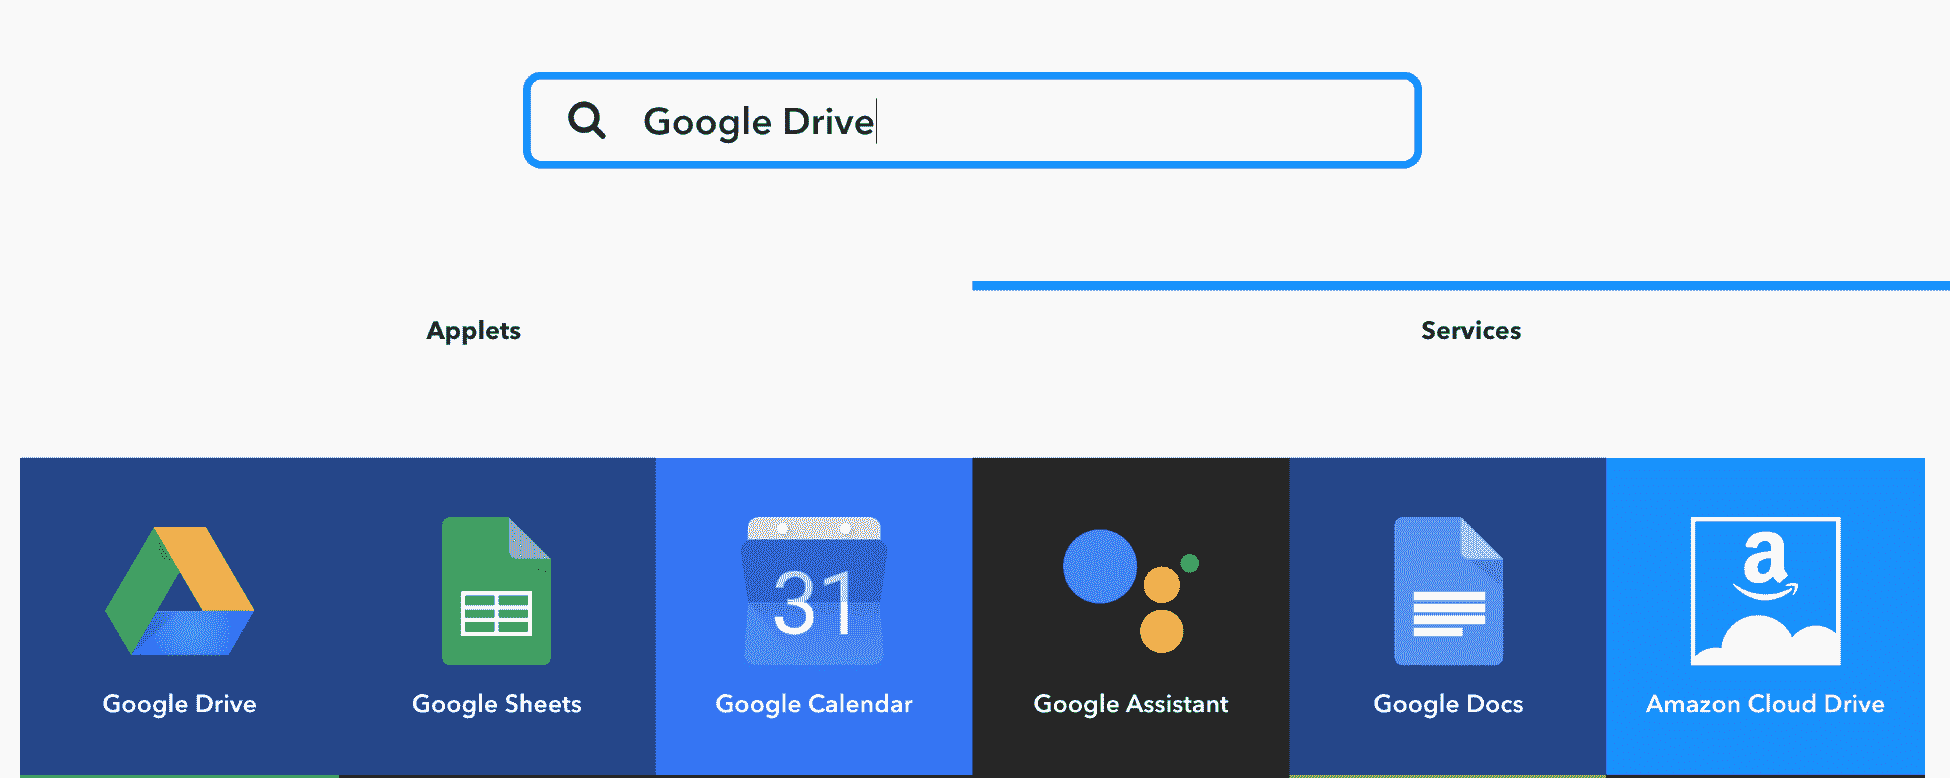 Google Drive
Applets
Services
31
a
Google Drive
Google Sheets
Google Calendar
Google Assistant
Google Docs
Amazon Cloud Drive